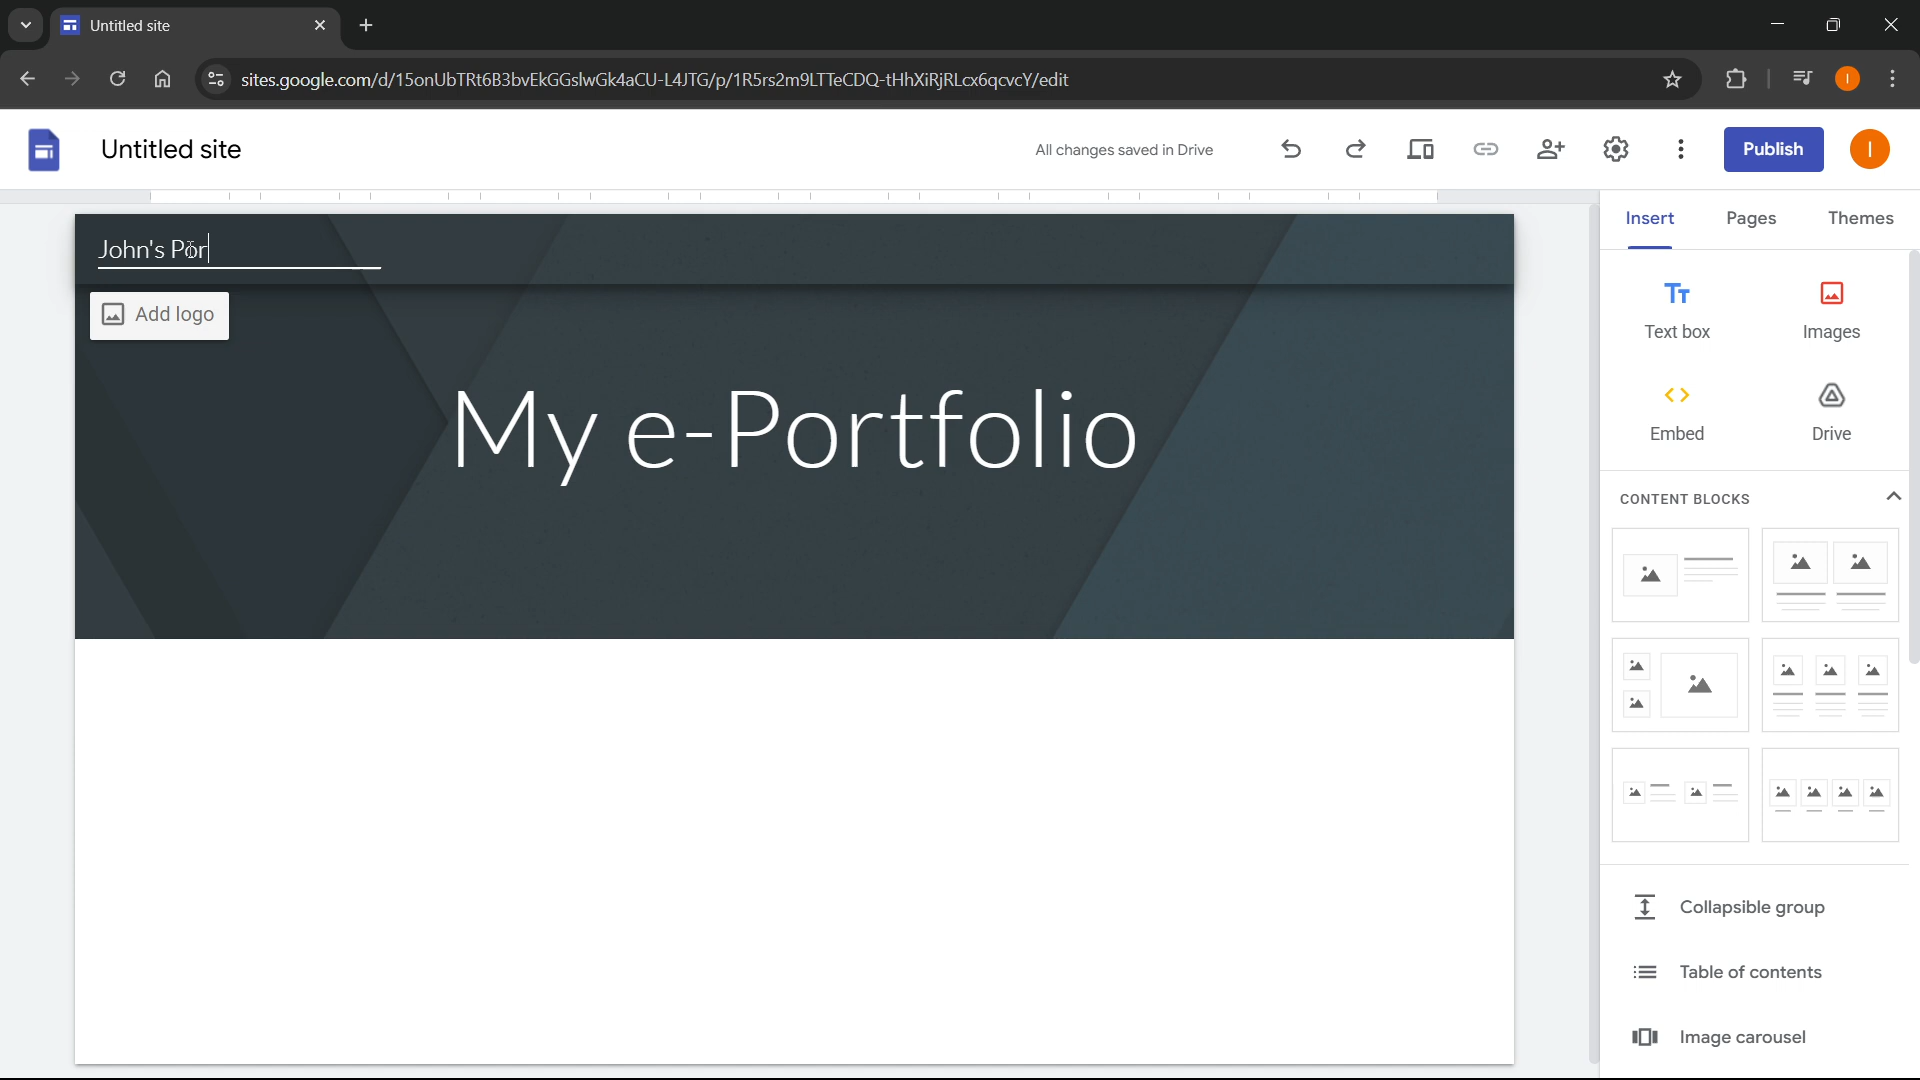 Untitled site
sites.google.com/d/15onUbTRt6B3bvEkGGslwGk4aCU-L4JTG/p/1R5rs2m9LTTeCDQ-tHhXiRjRLcx6qcvcY/edit
I
Untitled site
All changes saved in Drive
Publish
I
John's Por
Add logo
My e-Portfolio
Insert
Pages
Themes
Text box
Images
Embed
Drive
CONTENT BLOCKS
Collapsible group
Table of contents
Image carousel